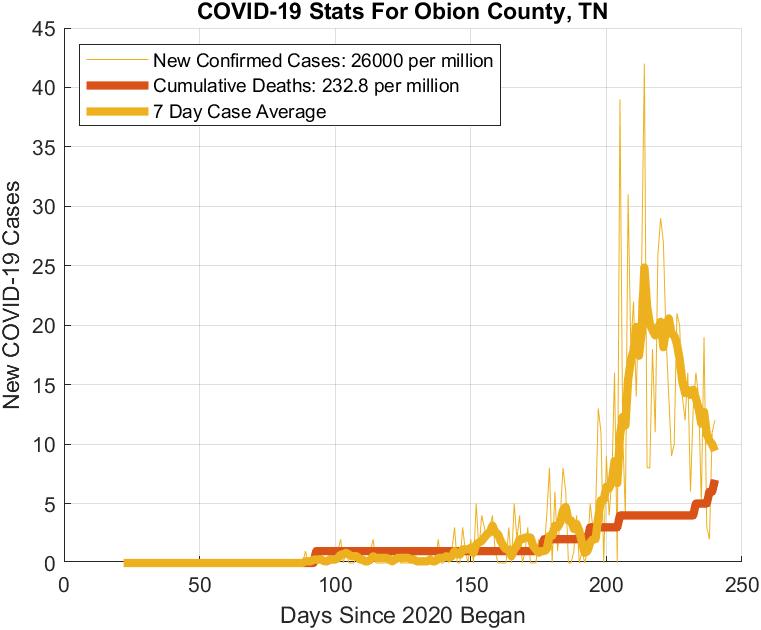 COVID-19 Stats For Obion County, TN
New Confirmed Cases: 26000 per million
Cumulative Deaths: 232.8 per million
7 Day Case Average
New COVID-19 Cases
45
40
35
30
25
20
15
10
5
0
0 50 100 150 200 250
Days Since 2020 Began